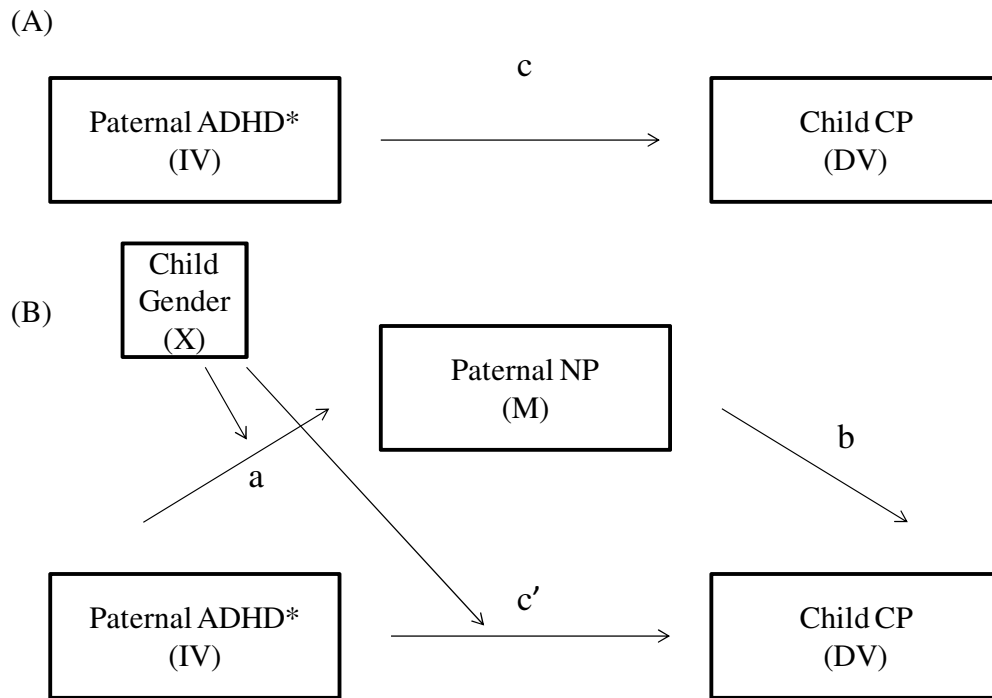 (A)
c
Paternal ADHD*
(IV)
Child CP
(DV)
Child
Gender
(X)
(B)
Paternal NP
(M)
a
b
Paternal ADHD*
(IV)
c’
Child CP
(DV)